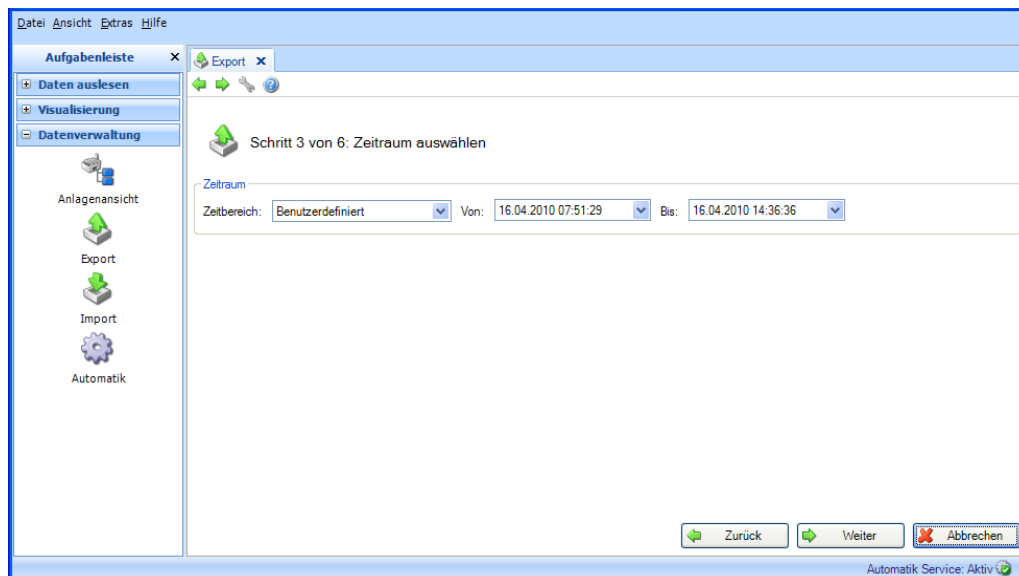 Datei Ansicht Extras Hilfe
Aufgabenleiste
Daten auslesen
Visualisierung
Datenverwaltung
Anlagenansicht
Export
Import
Automatik
Export
Schritt 3 von 6: Zeitraum auswählen
Zeitraum
Zeitbereich: Benutzerdefiniert Von: 16.04.2010 07:51:29 Bis: 16.04.2010 14:36:36
Zurück Weiter Abbrechen
Automatik Service: Aktiv